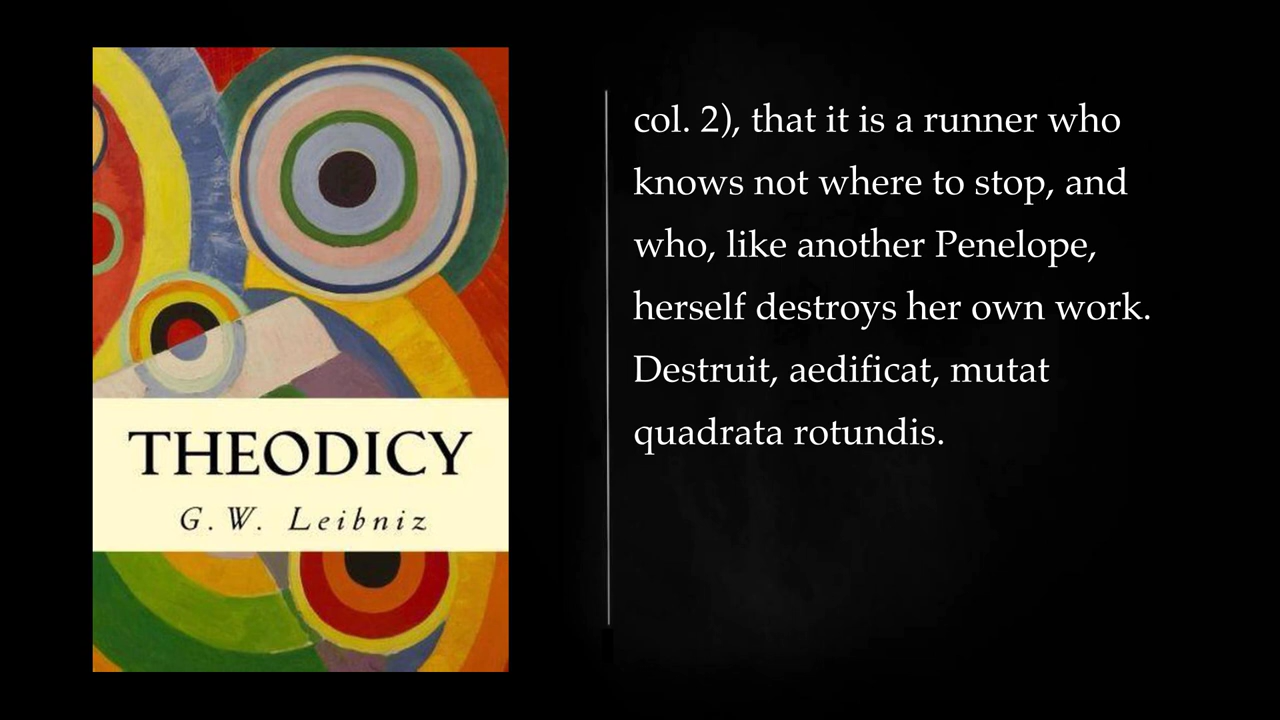 THEODICY
G.W. Leibniz
col. 2), that it is a runner who
knows not where to stop, and
who, like another Penelope,
herself destroys her own work.
Destruit, aedificat, mutat
quadrata rotundis.